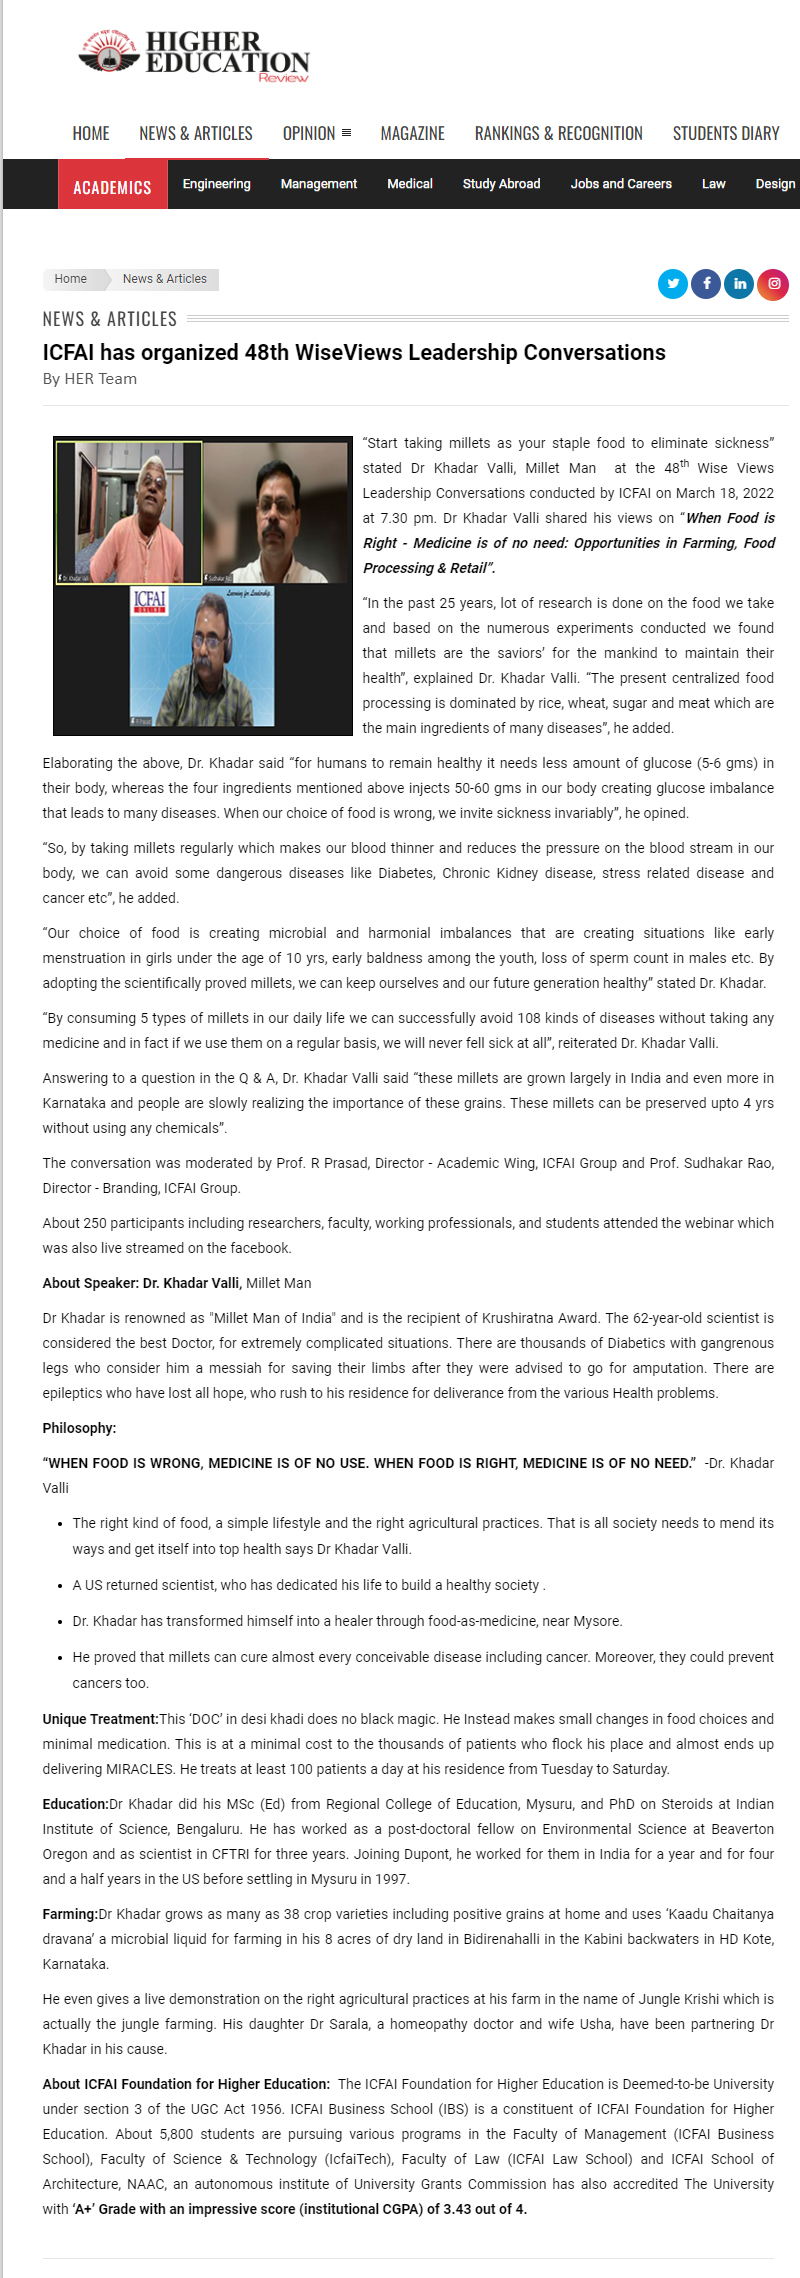 HIGHER
EDUCATION
Review
HOME NEWS & ARTICLES OPINION MAGAZINE RANKINGS & RECOGNITION STUDENTS DIARY
ACADEMICS Engineering Management Medical Study Abroad Jobs and Careers Law Design
Home News & Articles
NEWS & ARTICLES
ICFAI has organized 48th WiseViews Leadership Conversations
By HER Team
“Start taking millets as your staple food to eliminate sickness”
stated Dr Khadar Valli, Millet Man at the 48th Wise Views
Leadership Conversations conducted by ICFAI on March 18, 2022
at 7.30 pm. Dr Khadar Valli shared his views on “When Food is
Right - Medicine is of no need: Opportunities in Farming, Food
Processing & Retail”.
Dr. Khadar Valli
Sudhakar Rao
ICFAI
ONLINE
Learning for Leadership.
R Prasad
“In the past 25 years, lot of research is done on the food we take
and based on the numerous experiments conducted we found
that millets are the saviors’ for the mankind to maintain their
health”, explained Dr. Khadar Valli. “The present centralized food
processing is dominated by rice, wheat, sugar and meat which are
the main ingredients of many diseases”, he added.
Elaborating the above, Dr. Khadar said “for humans to remain healthy it needs less amount of glucose (5-6 gms) in
their body, whereas the four ingredients mentioned above injects 50-60 gms in our body creating glucose imbalance
that leads to many diseases. When our choice of food is wrong, we invite sickness invariably”, he opined.
“So, by taking millets regularly which makes our blood thinner and reduces the pressure on the blood stream in our
body, we can avoid some dangerous diseases like Diabetes, Chronic Kidney disease, stress related disease and
cancer etc”, he added.
“Our choice of food is creating microbial and harmonial imbalances that are creating situations like early
menstruation in girls under the age of 10 yrs, early baldness among the youth, loss of sperm count in males etc. By
adopting the scientifically proved millets, we can keep ourselves and our future generation healthy” stated Dr. Khadar.
“By consuming 5 types of millets in our daily life we can successfully avoid 108 kinds of diseases without taking any
medicine and in fact if we use them on a regular basis, we will never fell sick at all”, reiterated Dr. Khadar Valli.
Answering to a question in the Q & A, Dr. Khadar Valli said “these millets are grown largely in India and even more in
Karnataka and people are slowly realizing the importance of these grains. These millets can be preserved upto 4 yrs
without using any chemicals”.
The conversation was moderated by Prof. R Prasad, Director - Academic Wing, ICFAI Group and Prof. Sudhakar Rao,
Director - Branding, ICFAI Group.
About 250 participants including researchers, faculty, working professionals, and students attended the webinar which
was also live streamed on the facebook.
About Speaker: Dr. Khadar Valli, Millet Man
Dr Khadar is renowned as "Millet Man of India" and is the recipient of Krushiratna Award. The 62-year-old scientist is
considered the best Doctor, for extremely complicated situations. There are thousands of Diabetics with gangrenous
legs who consider him a messiah for saving their limbs after they were advised to go for amputation. There are
epileptics who have lost all hope, who rush to his residence for deliverance from the various Health problems.
Philosophy:
“WHEN FOOD IS WRONG, MEDICINE IS OF NO USE. WHEN FOOD IS RIGHT, MEDICINE IS OF NO NEED.” -Dr. Khadar
Valli
• The right kind of food, a simple lifestyle and the right agricultural practices. That is all society needs to mend its
ways and get itself into top health says Dr Khadar Valli.
• A US returned scientist, who has dedicated his life to build a healthy society .
• Dr. Khadar has transformed himself into a healer through food-as-medicine, near Mysore.
• He proved that millets can cure almost every conceivable disease including cancer. Moreover, they could prevent
cancers too.
Unique Treatment:This ‘DOC’ in desi khadi does no black magic. He Instead makes small changes in food choices and
minimal medication. This is at a minimal cost to the thousands of patients who flock his place and almost ends up
delivering MIRACLES. He treats at least 100 patients a day at his residence from Tuesday to Saturday.
Education:Dr Khadar did his MSc (Ed) from Regional College of Education, Mysuru, and PhD on Steroids at Indian
Institute of Science, Bengaluru. He has worked as a post-doctoral fellow on Environmental Science at Beaverton
Oregon and as scientist in CFTRI for three years. Joining Dupont, he worked for them in India for a year and for four
and a half years in the US before settling in Mysuru in 1997.
Farming:Dr Khadar grows as many as 38 crop varieties including positive grains at home and uses ‘Kaadu Chaitanya
dravana’ a microbial liquid for farming in his 8 acres of dry land in Bidirenahalli in the Kabini backwaters in HD Kote,
Karnataka.
He even gives a live demonstration on the right agricultural practices at his farm in the name of Jungle Krishi which is
actually the jungle farming. His daughter Dr Sarala, a homeopathy doctor and wife Usha, have been partnering Dr
Khadar in his cause.
About ICFAI Foundation for Higher Education: The ICFAI Foundation for Higher Education is Deemed-to-be University
under section 3 of the UGC Act 1956. ICFAI Business School (IBS) is a constituent of ICFAI Foundation for Higher
Education. About 5,800 students are pursuing various programs in the Faculty of Management (ICFAI Business
School), Faculty of Science & Technology (IcfaiTech), Faculty of Law (ICFAI Law School) and ICFAI School of
Architecture, NAAC, an autonomous institute of University Grants Commission has also accredited The University
with ‘A+’ Grade with an impressive score (institutional CGPA) of 3.43 out of 4.